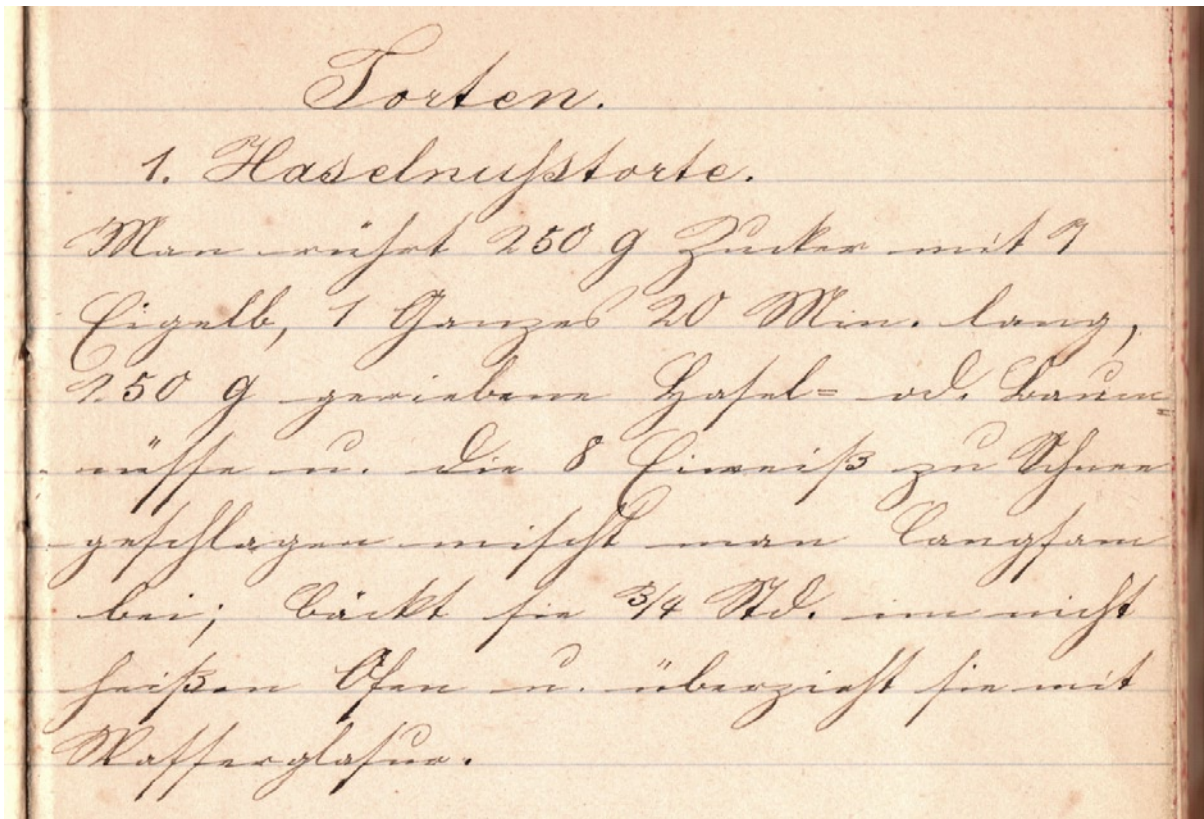 Torten.
1. Haselnußtorte.
Man rührt 250 g Zucker mit 7
Eigelb, 1 Ganzes 20 Min. lang,
250 g geriebene Hasel= od. Baum=
nüsse u. die 8 Eiweiß zu Schnee
geschlagen mischt man langsam
bei; bäckt sie 3/4 Std. im nicht
heißen Ofen u. überzieht sie mit
Wasserglasur.